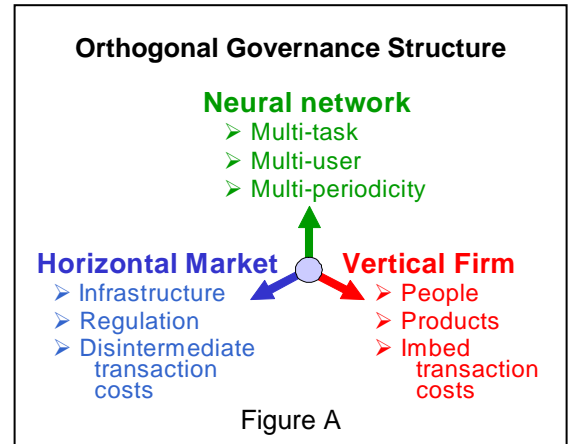 Orthogonal Governance Structure
Neural network
➢ Multi-task
➢ Multi-user
➢ Multi-periodicity
Horizontal Market
➢ Infrastructure
➢ Regulation
➢ Disintermediate
transaction
costs
Vertical Firm
➢ People
➢ Products
➢ Imbed
transaction
costs
Figure A